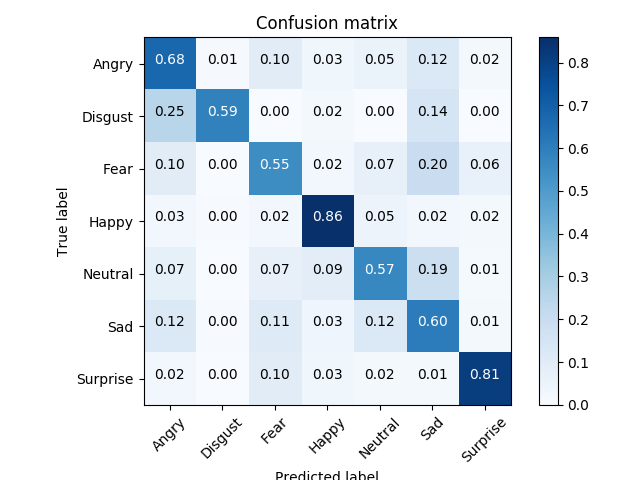 Confusion matrix
Angry 0.68 0.01 0.10 0.03 0.05 0.12 0.02
Disgust 0.25 0.59 0.00 0.02 0.00 0.14 0.00
Fear 0.10 0.00 0.55 0.02 0.07 0.20 0.06
Happy 0.03 0.00 0.02 0.86 0.05 0.02 0.02
Neutral 0.07 0.00 0.07 0.09 0.57 0.19 0.01
Sad 0.12 0.00 0.11 0.03 0.12 0.60 0.01
Surprise 0.02 0.00 0.10 0.03 0.02 0.01 0.81
Angry Disgust Fear Happy Neutral Sad Surprise
True label
Predicted label
0.8
0.7
0.6
0.5
0.4
0.3
0.2
0.1
0.0